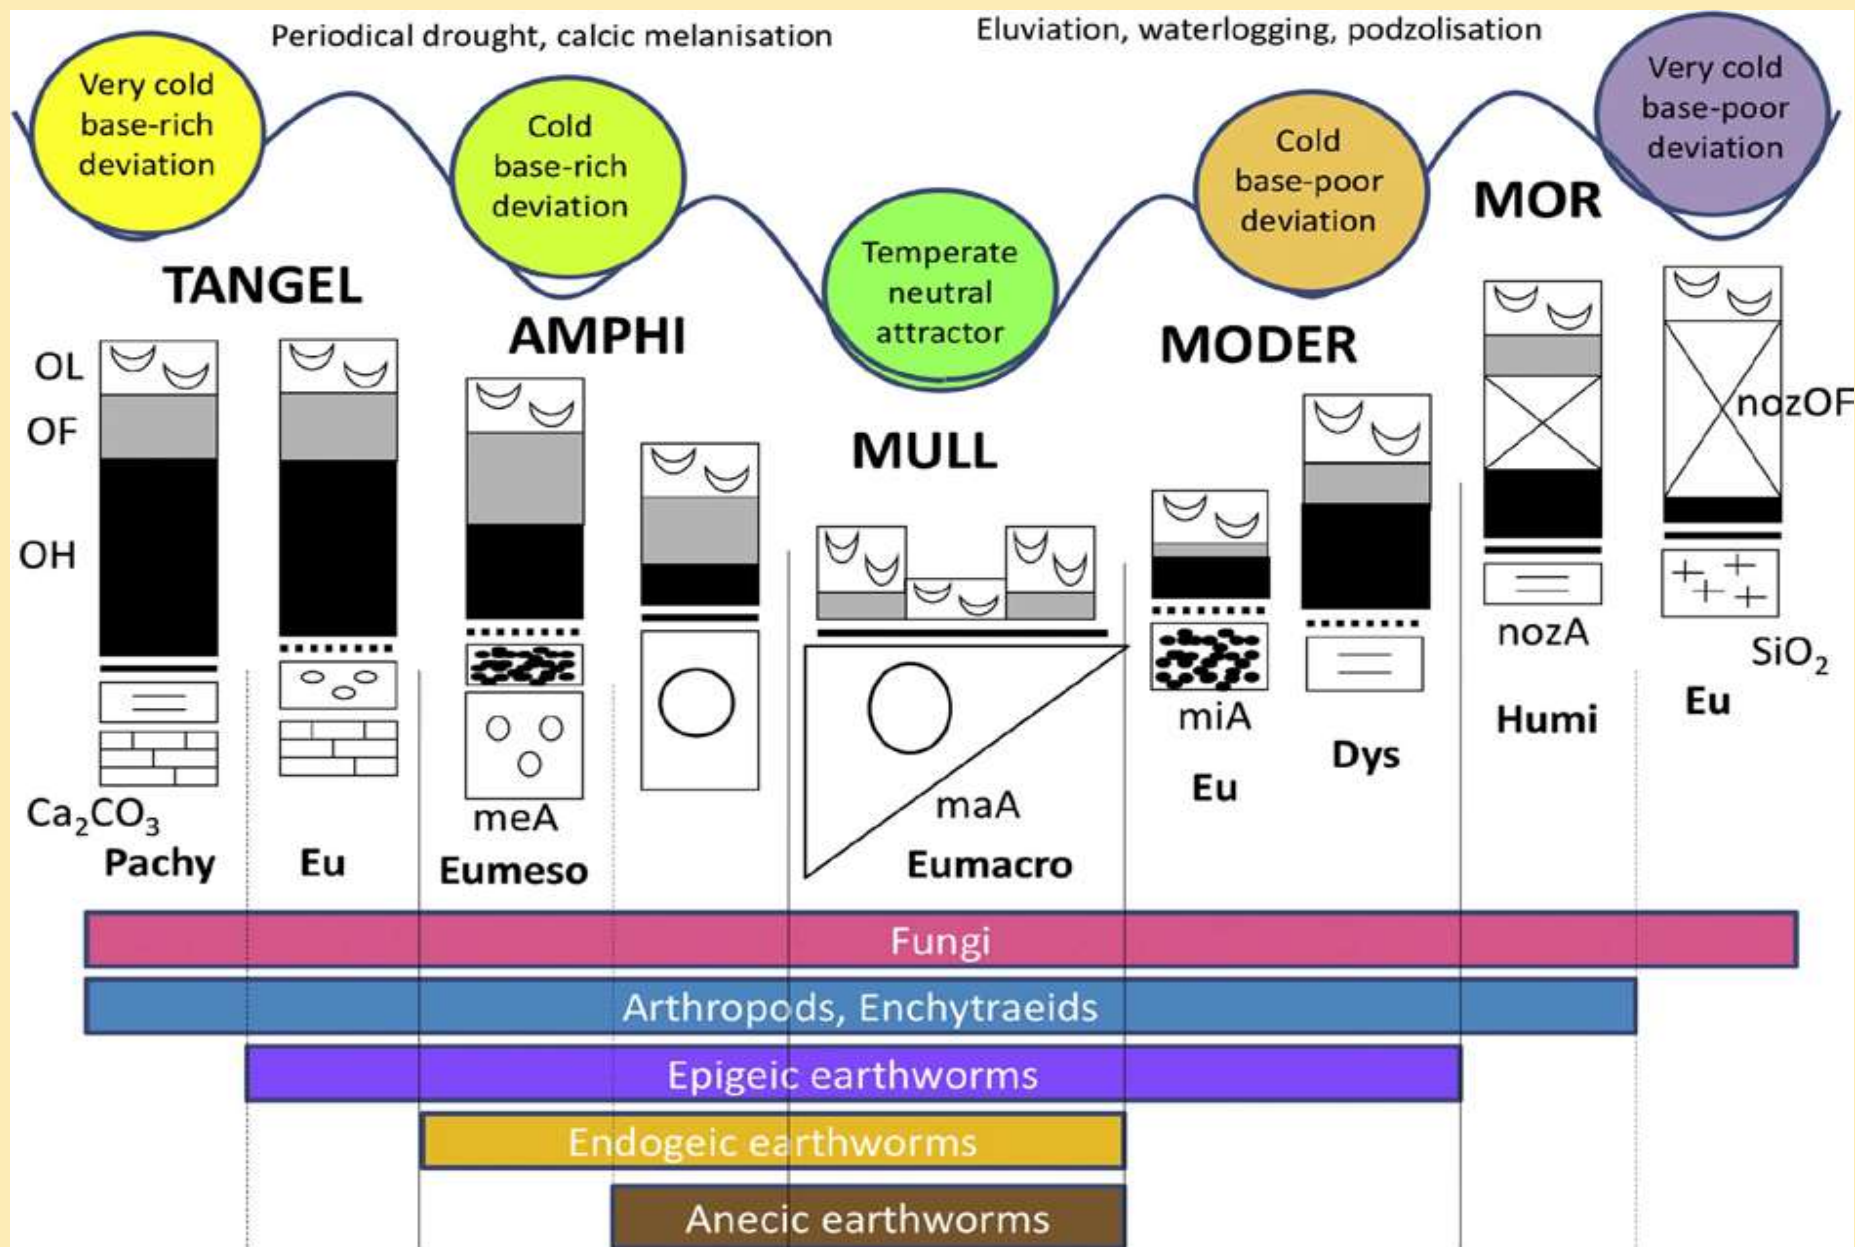 Periodical drought, calcic melanisation
Eluviation, waterlogging, podzolisation
Very cold
base-rich
deviation
Cold
base-rich
deviation
Temperate
neutral
attractor
Cold
base-poor
deviation
Very cold
base-poor
deviation
TANGEL
AMPHI
MULL
MODER
MOR
OL
OF
OH
nozOF
Ca₂CO₃
meA
maA
miA
nozA
SiO₂
Pachy
Eu
Eumeso
Eumacro
Eu
Dys
Humi
Eu
Fungi
Arthropods, Enchytraeids
Epigeic earthworms
Endogeic earthworms
Anecic earthworms